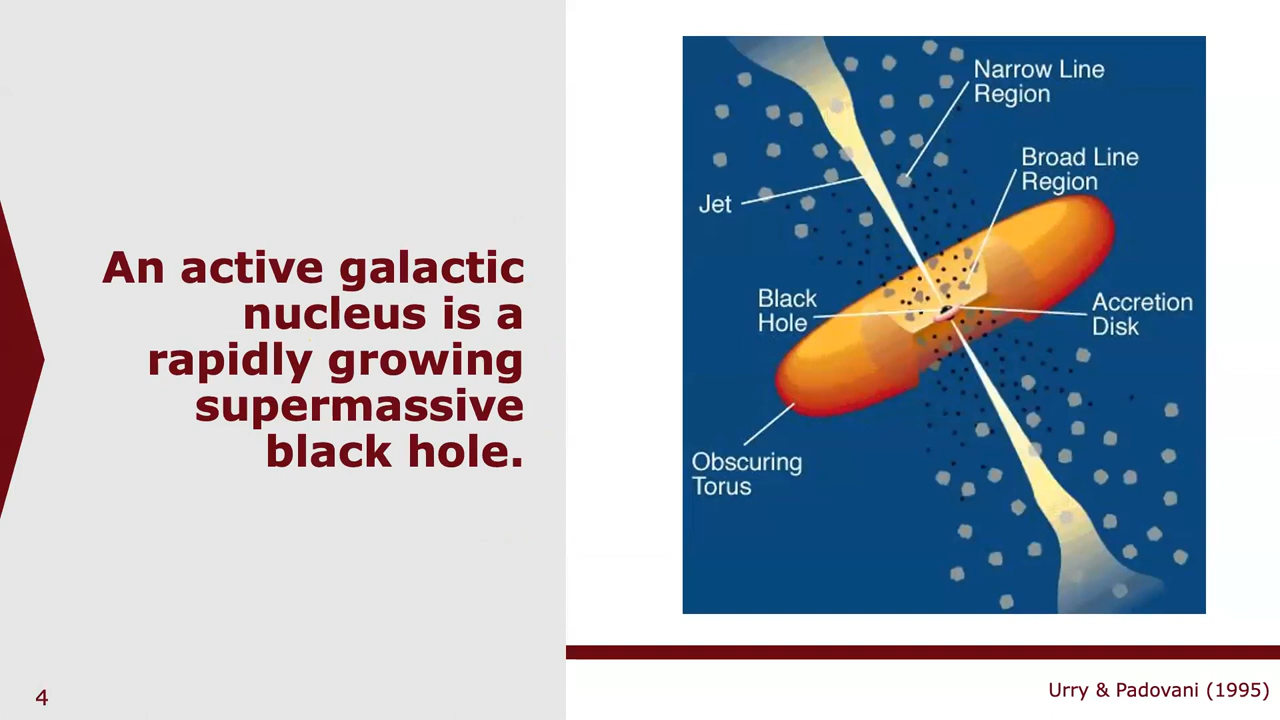 An active galactic
nucleus is a
rapidly growing
supermassive
black hole.
4
Narrow Line
Region
Broad Line
Region
Jet
Black
Hole
Accretion
Disk
Obscuring
Torus
Urry & Padovani (1995)